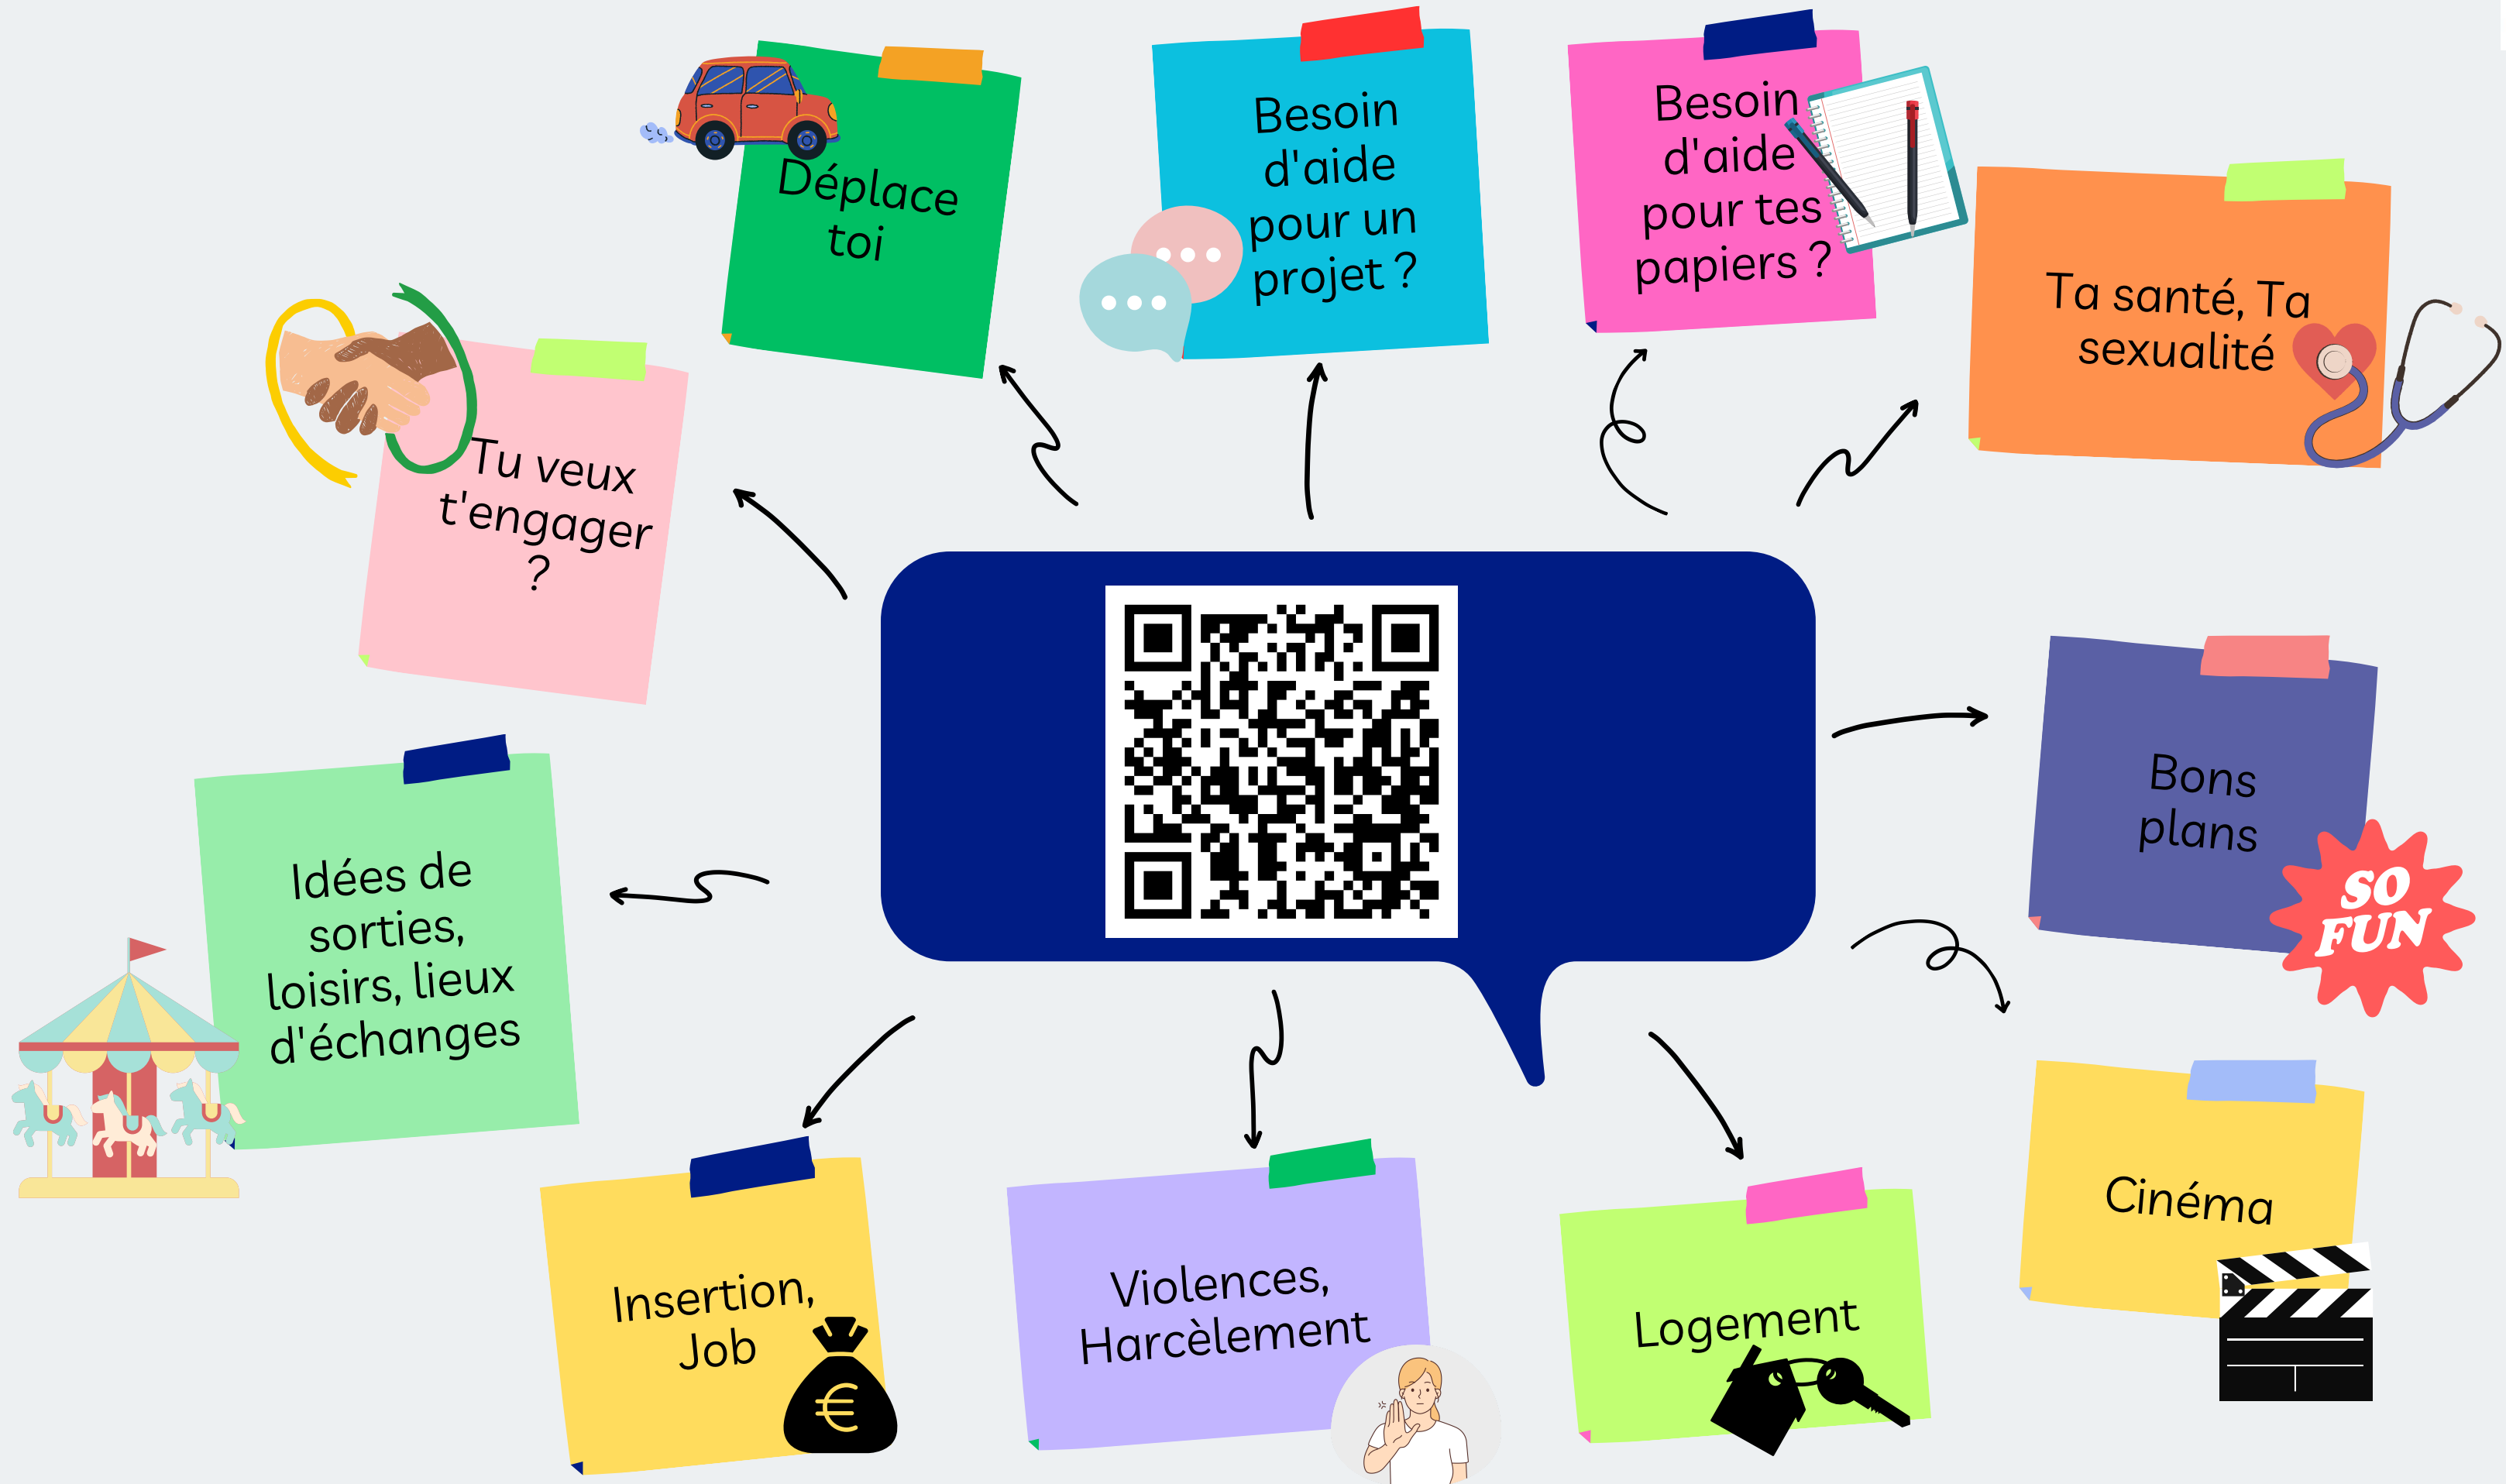 Déplace
toi
Besoin
d'aide
pour un
projet ?
Besoin
d'aide
pour tes
papiers ?
Ta santé, Ta
sexualité
Tu veux
t'engager
?
Bons
plans
SO
FUN
Idées de
sorties,
loisirs, lieux
d'échanges
Cinéma
Insertion,
Job
€
Violences,
Harcèlement
Logement